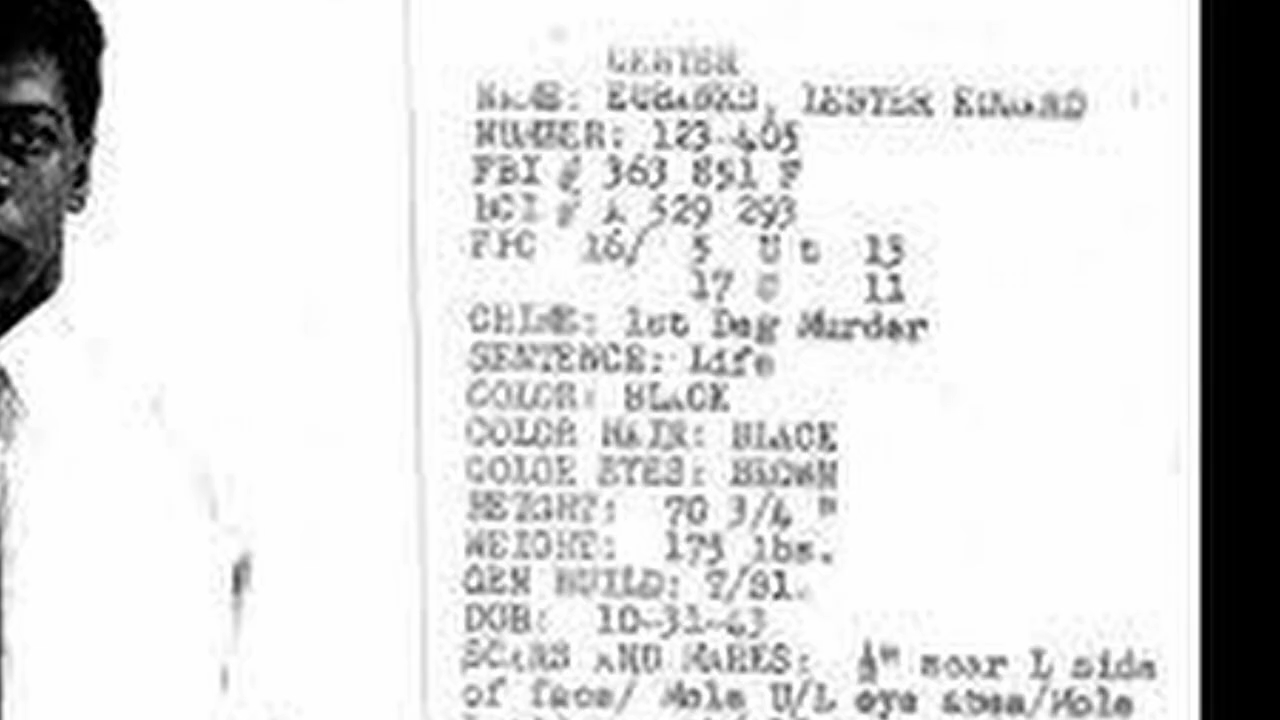 CENTER
NAME: EUBANKS, LESTER EDWARD
NUMBER: 123-405
FBI # 363 851 F
BCI # A 529 293
FPC 16/ 5 U t 13
17 U 11
CRIME: 1st Deg Murder
SENTENCE: Life
COLOR: BLACK
COLOR HAIR: BLACK
COLOR EYES: BROWN
HEIGHT: 70 3/4 "
WEIGHT: 175 lbs.
GEN BUILD: /Sl.
DOB: 10-31-43
SCARS AND MARKS: ½" scar L side
of face/ Mole U/L eye /Mole